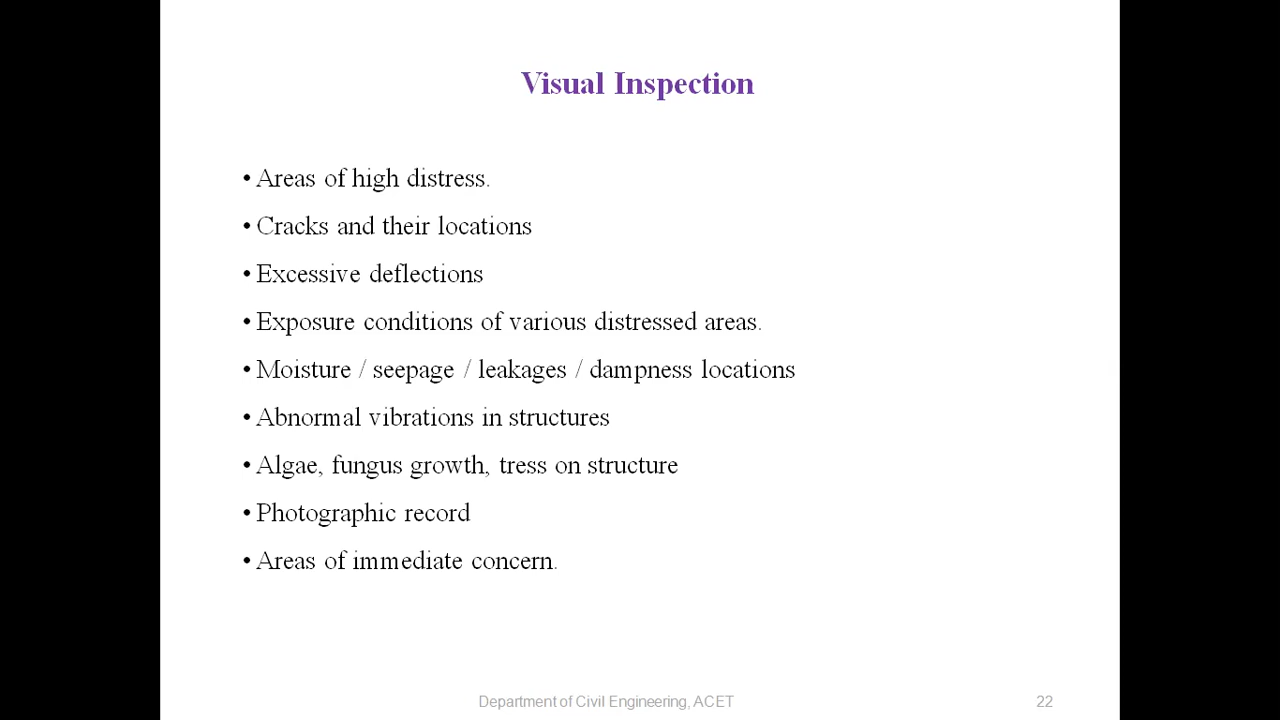 Visual Inspection
• Areas of high distress.
• Cracks and their locations
• Excessive deflections
• Exposure conditions of various distressed areas.
• Moisture / seepage / leakages / dampness locations
• Abnormal vibrations in structures
• Algae, fungus growth, tress on structure
• Photographic record
• Areas of immediate concern.
Department of Civil Engineering, ACET
22